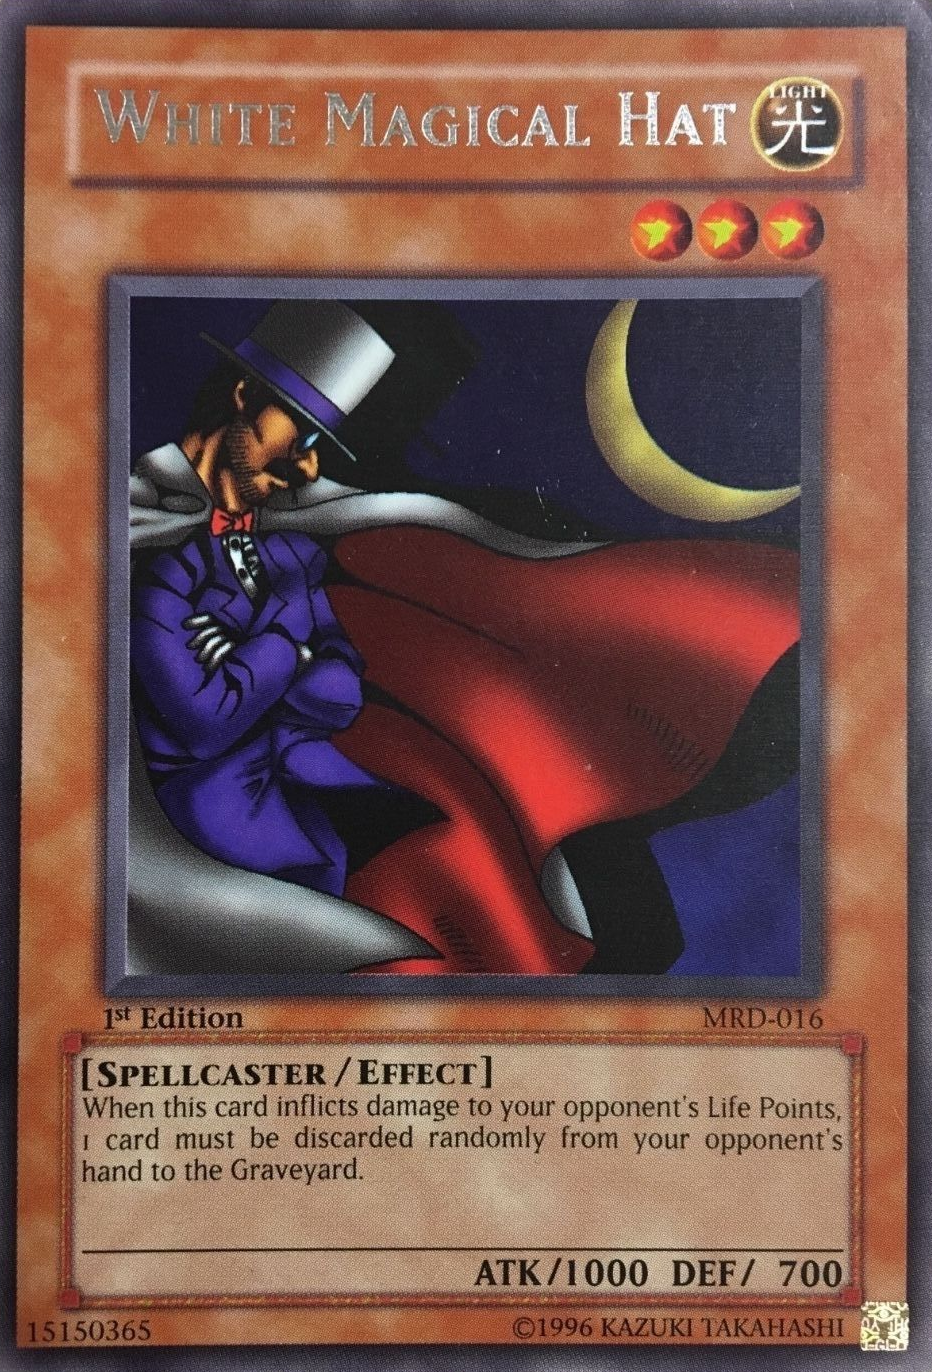 WHITE MAGICAL HAT
LIGHT
光
1st Edition
MRD-016
[SPELLCASTER / EFFECT]
When this card inflicts damage to your opponent's Life Points,
1 card must be discarded randomly from your opponent's
hand to the Graveyard.
ATK/1000 DEF/ 700
15150365
©1996 KAZUKI TAKAHASHI